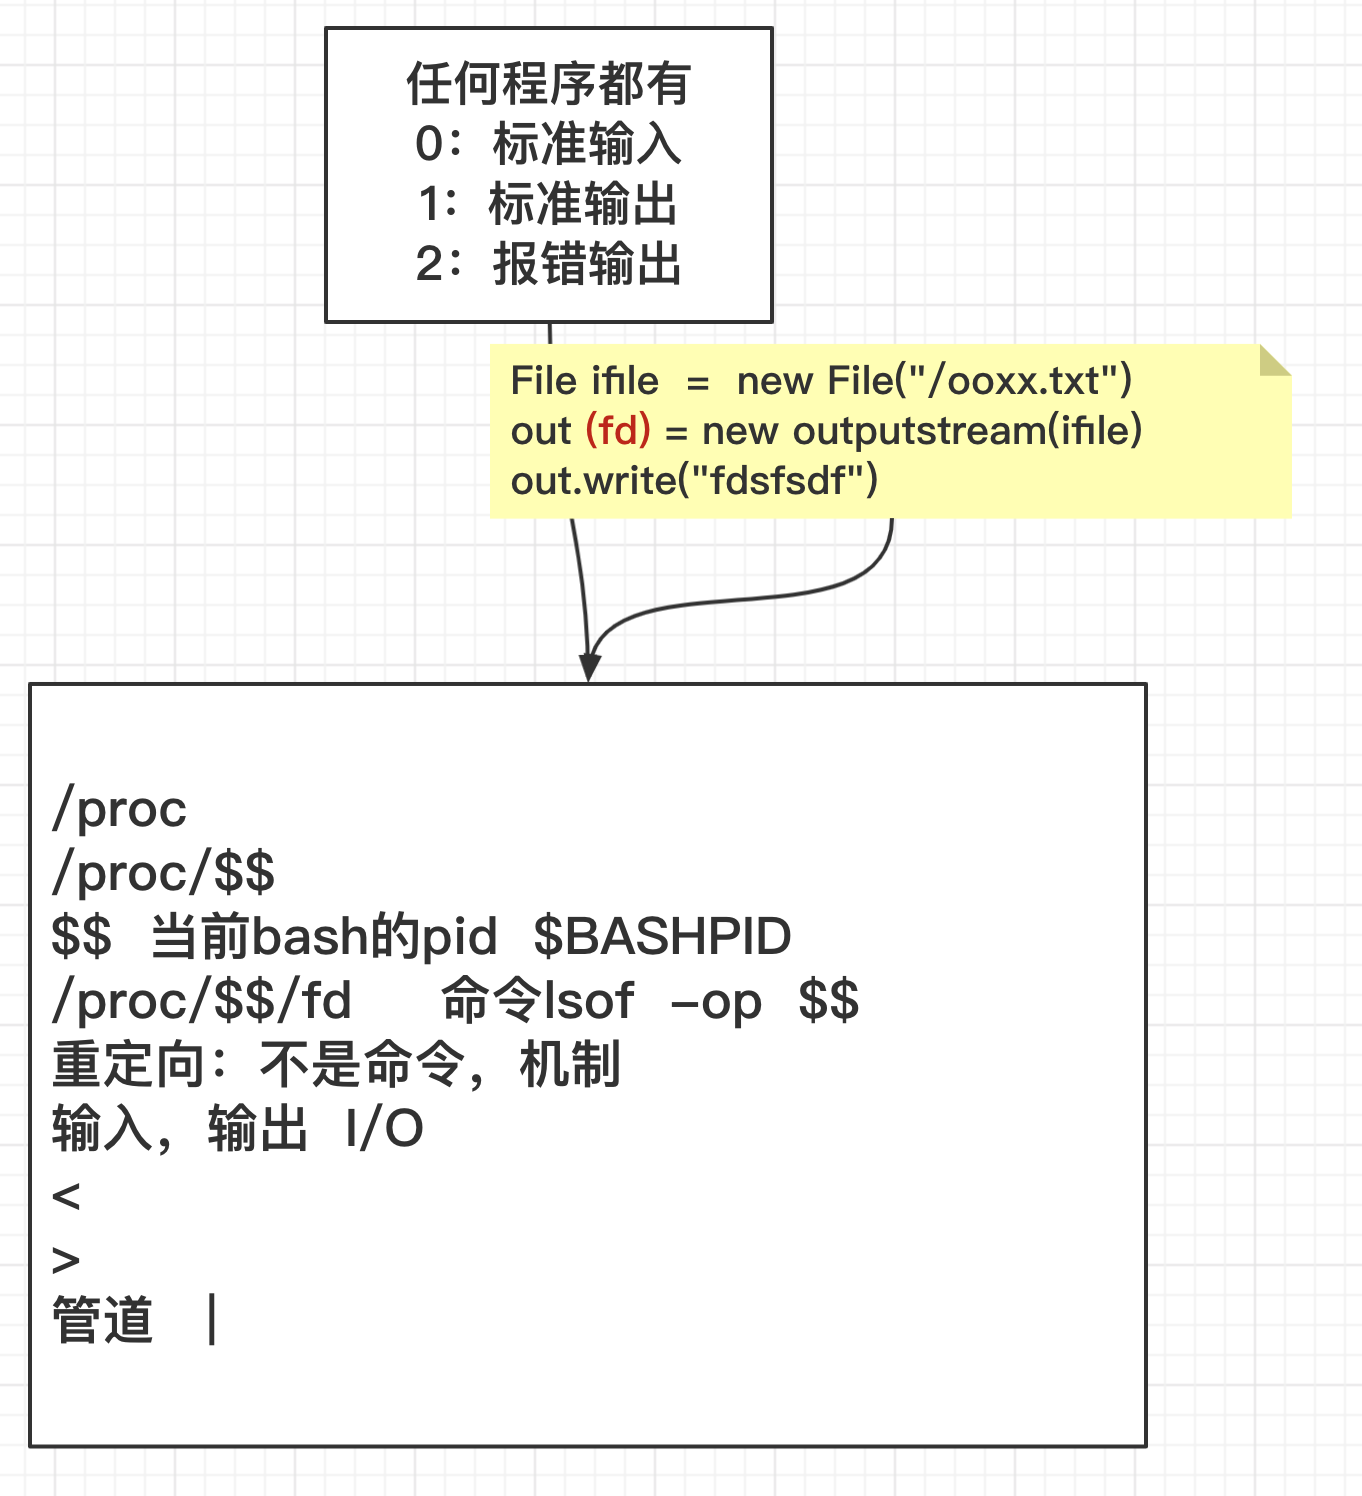 任何程序都有
0：标准输入
1：标准输出
2：报错输出
File ifile = new File("/ooxx.txt")
out (fd) = new outputstream(ifile)
out.write("fdsfsdf")
/proc
/proc/$$
$$ 当前bash的pid $BASHPID
/proc/$$/fd 命令lsof -op $$
重定向：不是命令，机制
输入，输出 I/O
<
>
管道 |